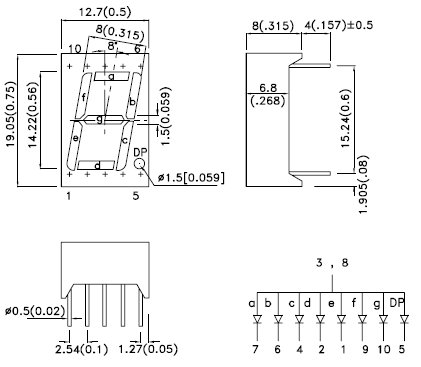 12.7(0.5)
8(0.315)
10 8° 6
19.05(0.75)
14.22(0.56)
g
f
b
g
1.5(0.059)
e
c
d
DP
1 5
ø1.5[0.059]
8(.315)
4(.157)±0.5
6.8
(.268)
15.24(0.6)
1.905(.08)
ø0.5(0.02)
2.54(0.1)
1.27(0.05)
3 , 8
a b c d e f g DP
7 6 4 2 1 9 10 5